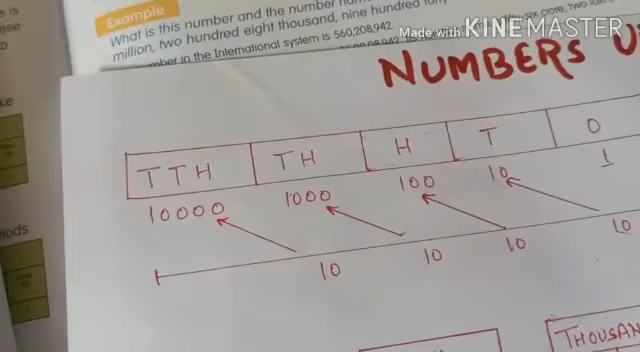 Example
What is this number and the number
million, two hundred eight thousand, nine hundred
number in the International system is 560,208,942
Made with KINEMASTER
NUMBERS
TTH TH H T O
10000 1000 100 10 1
10 10 10 10
THOUSAN